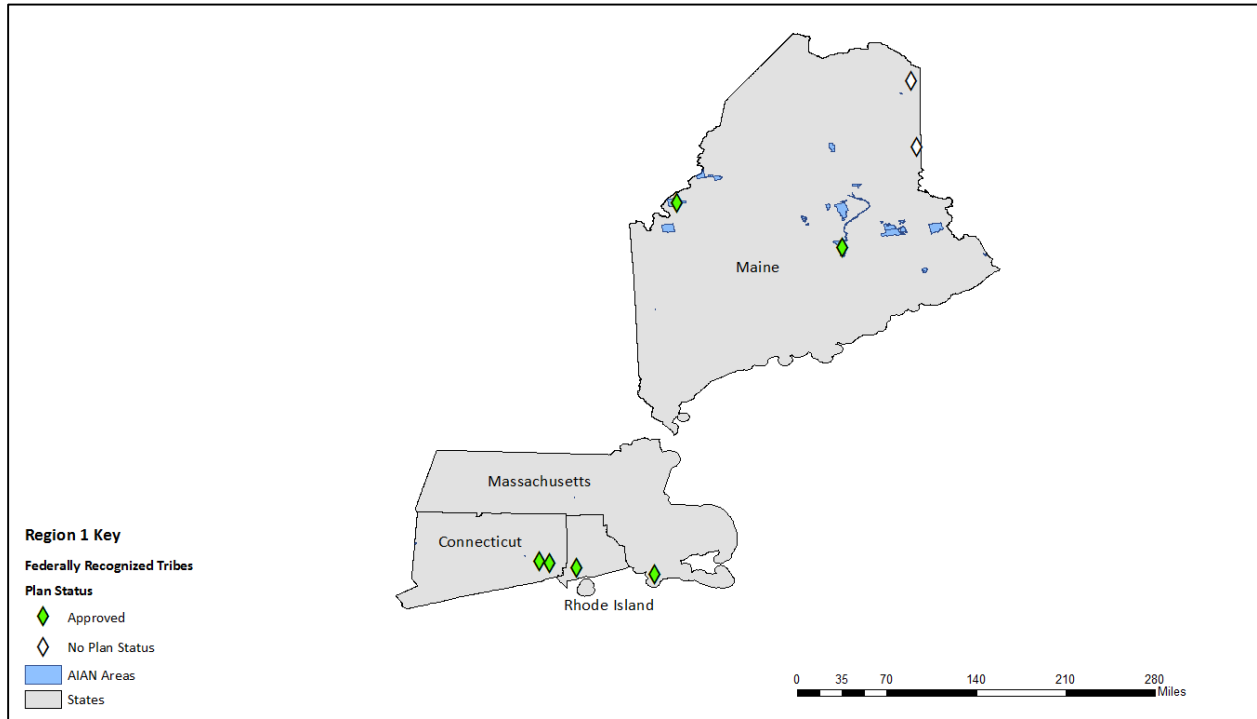 Maine
Massachusetts
Connecticut
Rhode Island
Region 1 Key
Federally Recognized Tribes
Plan Status
Approved
No Plan Status
AIAN Areas
States
0 35 70 140 210 280
Miles